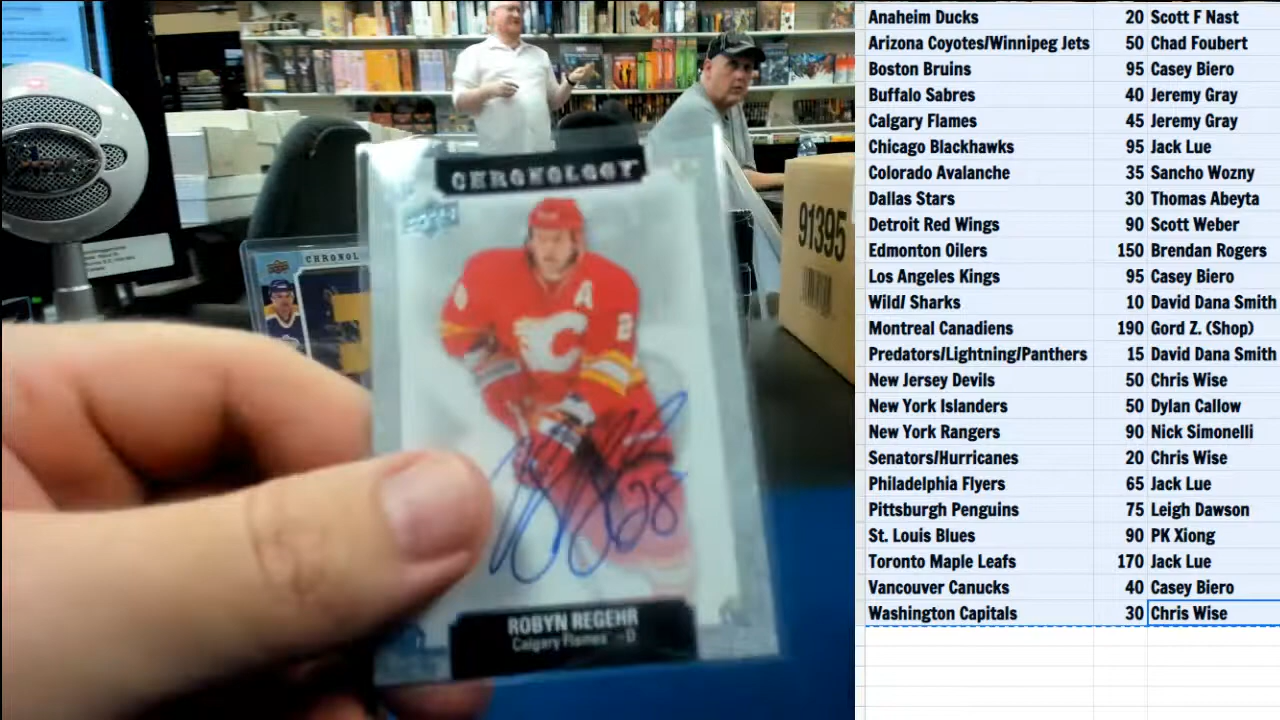 CHRONOLOGY
A
28
ROBYN REGEHR
Calgary Flames - D
CHRONOL
91395
Anaheim Ducks 20 Scott F Nast
Arizona Coyotes/Winnipeg Jets 50 Chad Foubert
Boston Bruins 95 Casey Biero
Buffalo Sabres 40 Jeremy Gray
Calgary Flames 45 Jeremy Gray
Chicago Blackhawks 95 Jack Lue
Colorado Avalanche 35 Sancho Wozny
Dallas Stars 30 Thomas Abeyta
Detroit Red Wings 90 Scott Weber
Edmonton Oilers 150 Brendan Rogers
Los Angeles Kings 95 Casey Biero
Wild/ Sharks 10 David Dana Smith
Montreal Canadiens 190 Gord Z. (Shop)
Predators/Lightning/Panthers 15 David Dana Smith
New Jersey Devils 50 Chris Wise
New York Islanders 50 Dylan Callow
New York Rangers 90 Nick Simonelli
Senators/Hurricanes 20 Chris Wise
Philadelphia Flyers 65 Jack Lue
Pittsburgh Penguins 75 Leigh Dawson
St. Louis Blues 90 PK Xiong
Toronto Maple Leafs 170 Jack Lue
Vancouver Canucks 40 Casey Biero
Washington Capitals 30 Chris Wise